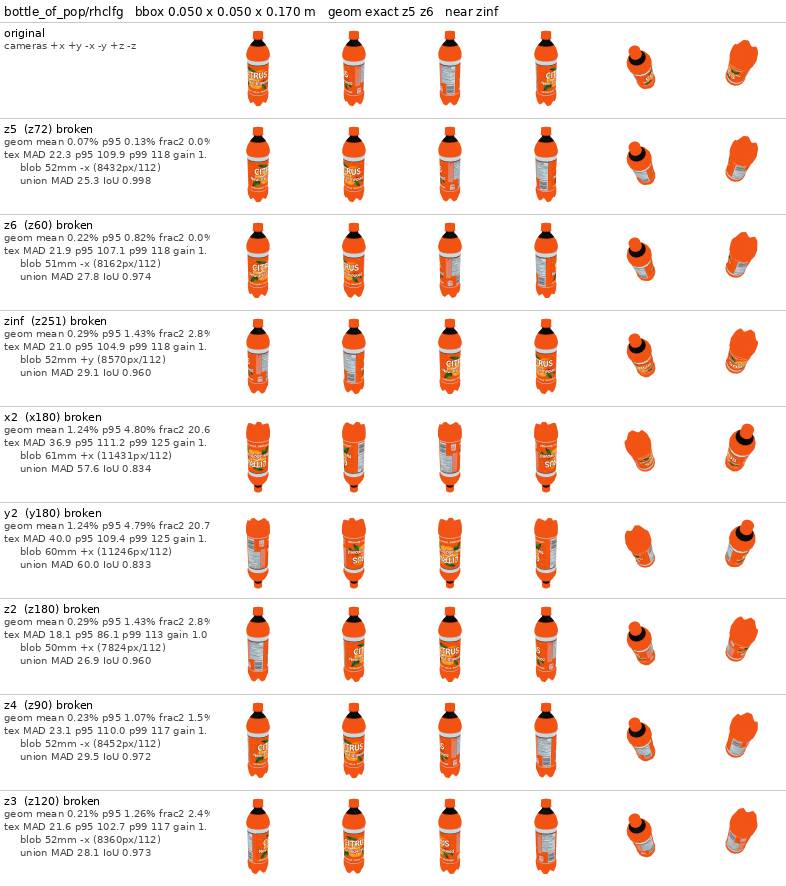 bottle_of_pop/rhclfg bbox 0.050 x 0.050 x 0.170 m geom exact z5 z6 near zinf
original
cameras +x +y -x -y +z -z
z5 (z72) broken
geom mean 0.07% p95 0.13% frac2 0.0%
tex MAD 22.3 p95 109.9 p99 118 gain 1.
blob 52mm -x (8432px/112)
union MAD 25.3 IoU 0.998
z6 (z60) broken
geom mean 0.22% p95 0.82% frac2 0.0%
tex MAD 21.9 p95 107.1 p99 118 gain 1.
blob 51mm -x (8162px/112)
union MAD 27.8 IoU 0.974
zinf (z251) broken
geom mean 0.29% p95 1.43% frac2 2.8%
tex MAD 21.0 p95 104.9 p99 118 gain 1.
blob 52mm +y (8570px/112)
union MAD 29.1 IoU 0.960
x2 (x180) broken
geom mean 1.24% p95 4.80% frac2 20.6
tex MAD 36.9 p95 111.2 p99 125 gain 1.
blob 61mm +x (11431px/112)
union MAD 57.6 IoU 0.834
y2 (y180) broken
geom mean 1.24% p95 4.79% frac2 20.7
tex MAD 40.0 p95 109.4 p99 125 gain 1.
blob 60mm +x (11246px/112)
union MAD 60.0 IoU 0.833
z2 (z180) broken
geom mean 0.29% p95 1.43% frac2 2.8%
tex MAD 18.1 p95 86.1 p99 113 gain 1.0
blob 50mm +x (7824px/112)
union MAD 26.9 IoU 0.960
z4 (z90) broken
geom mean 0.23% p95 1.07% frac2 1.5%
tex MAD 23.1 p95 110.0 p99 117 gain 1.
blob 52mm -x (8452px/112)
union MAD 29.5 IoU 0.972
z3 (z120) broken
geom mean 0.21% p95 1.26% frac2 2.4%
tex MAD 21.6 p95 102.7 p99 117 gain 1.
blob 52mm -x (8360px/112)
union MAD 28.1 IoU 0.973